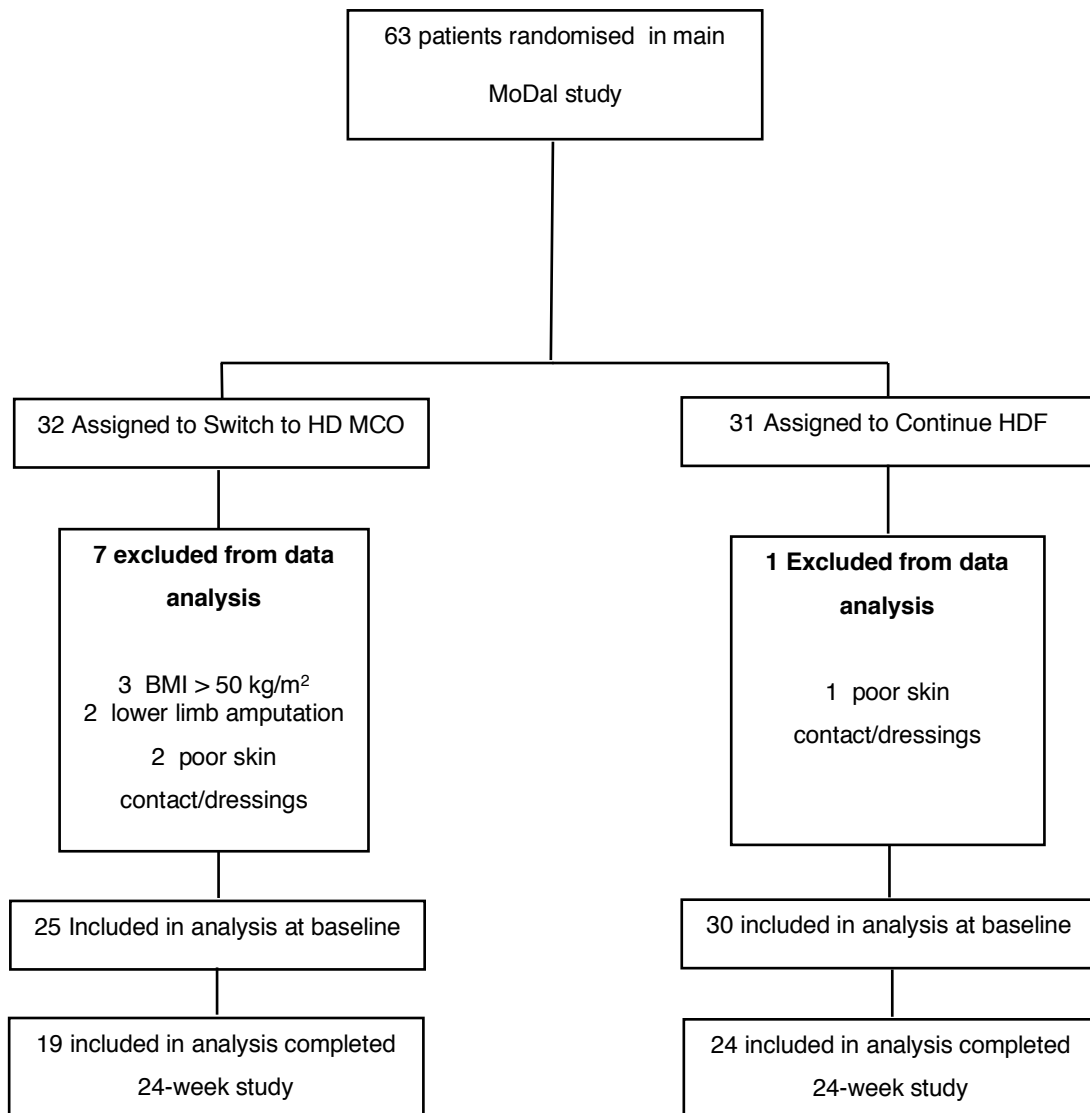 63 patients randomised in main
MoDal study
32 Assigned to Switch to HD MCO
31 Assigned to Continue HDF
7 excluded from data
analysis
3 BMI > 50 kg/m²
2 lower limb amputation
2 poor skin
contact/dressings
1 Excluded from data
analysis
1 poor skin
contact/dressings
25 Included in analysis at baseline
30 included in analysis at baseline
19 included in analysis completed
24-week study
24 included in analysis completed
24-week study